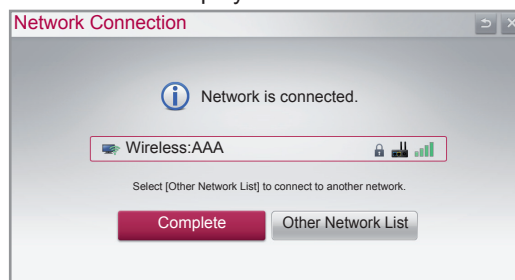 Network Connection
Network is connected.
Wireless:AAA
Select [Other Network List] to connect to another network.
Complete
Other Network List